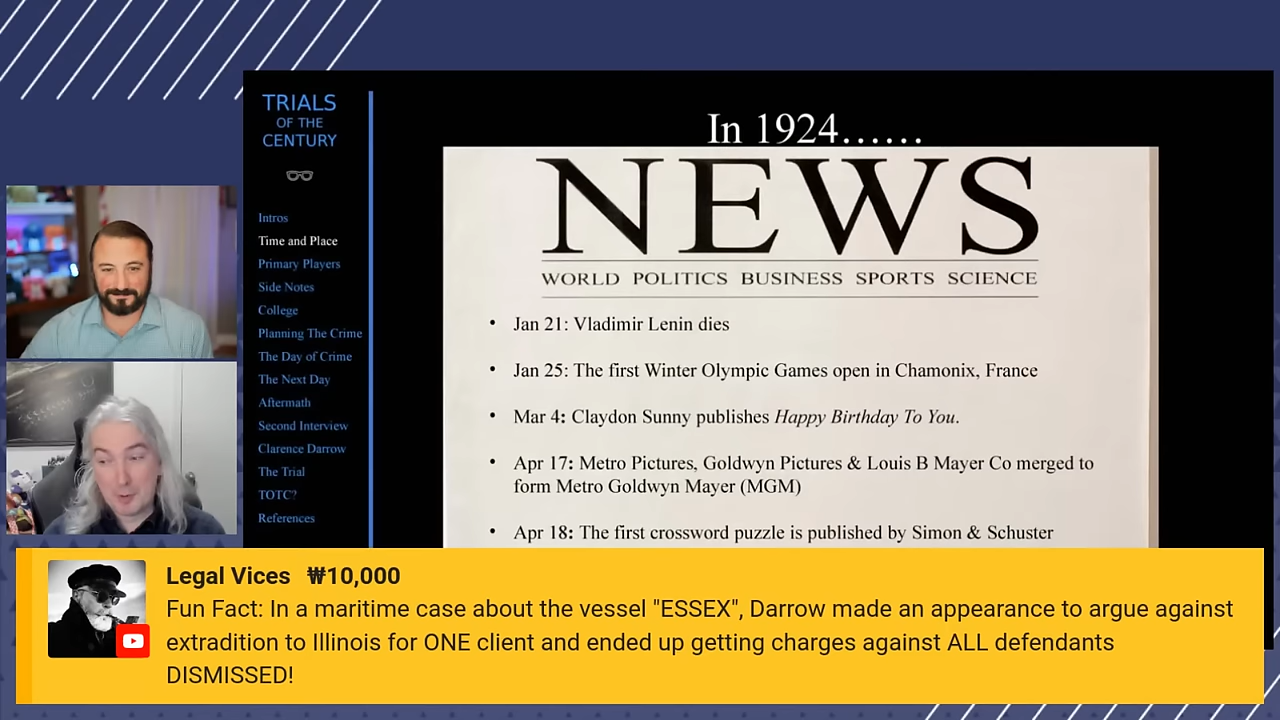 TRIALS
OF THE
CENTURY
Intros
Time and Place
Primary Players
Side Notes
College
Planning The Crime
The Day of Crime
The Next Day
Aftermath
Second Interview
Clarence Darrow
The Trial
TOTC?
References
In 1924......
NEWS
WORLD POLITICS BUSINESS SPORTS SCIENCE
• Jan 21: Vladimir Lenin dies
• Jan 25: The first Winter Olympic Games open in Chamonix, France
• Mar 4: Claydon Sunny publishes Happy Birthday To You.
• Apr 17: Metro Pictures, Goldwyn Pictures & Louis B Mayer Co merged to
form Metro Goldwyn Mayer (MGM)
• Apr 18: The first crossword puzzle is published by Simon & Schuster
Legal Vices ₩10,000
Fun Fact: In a maritime case about the vessel "ESSEX", Darrow made an appearance to argue against
extradition to Illinois for ONE client and ended up getting charges against ALL defendants
DISMISSED!